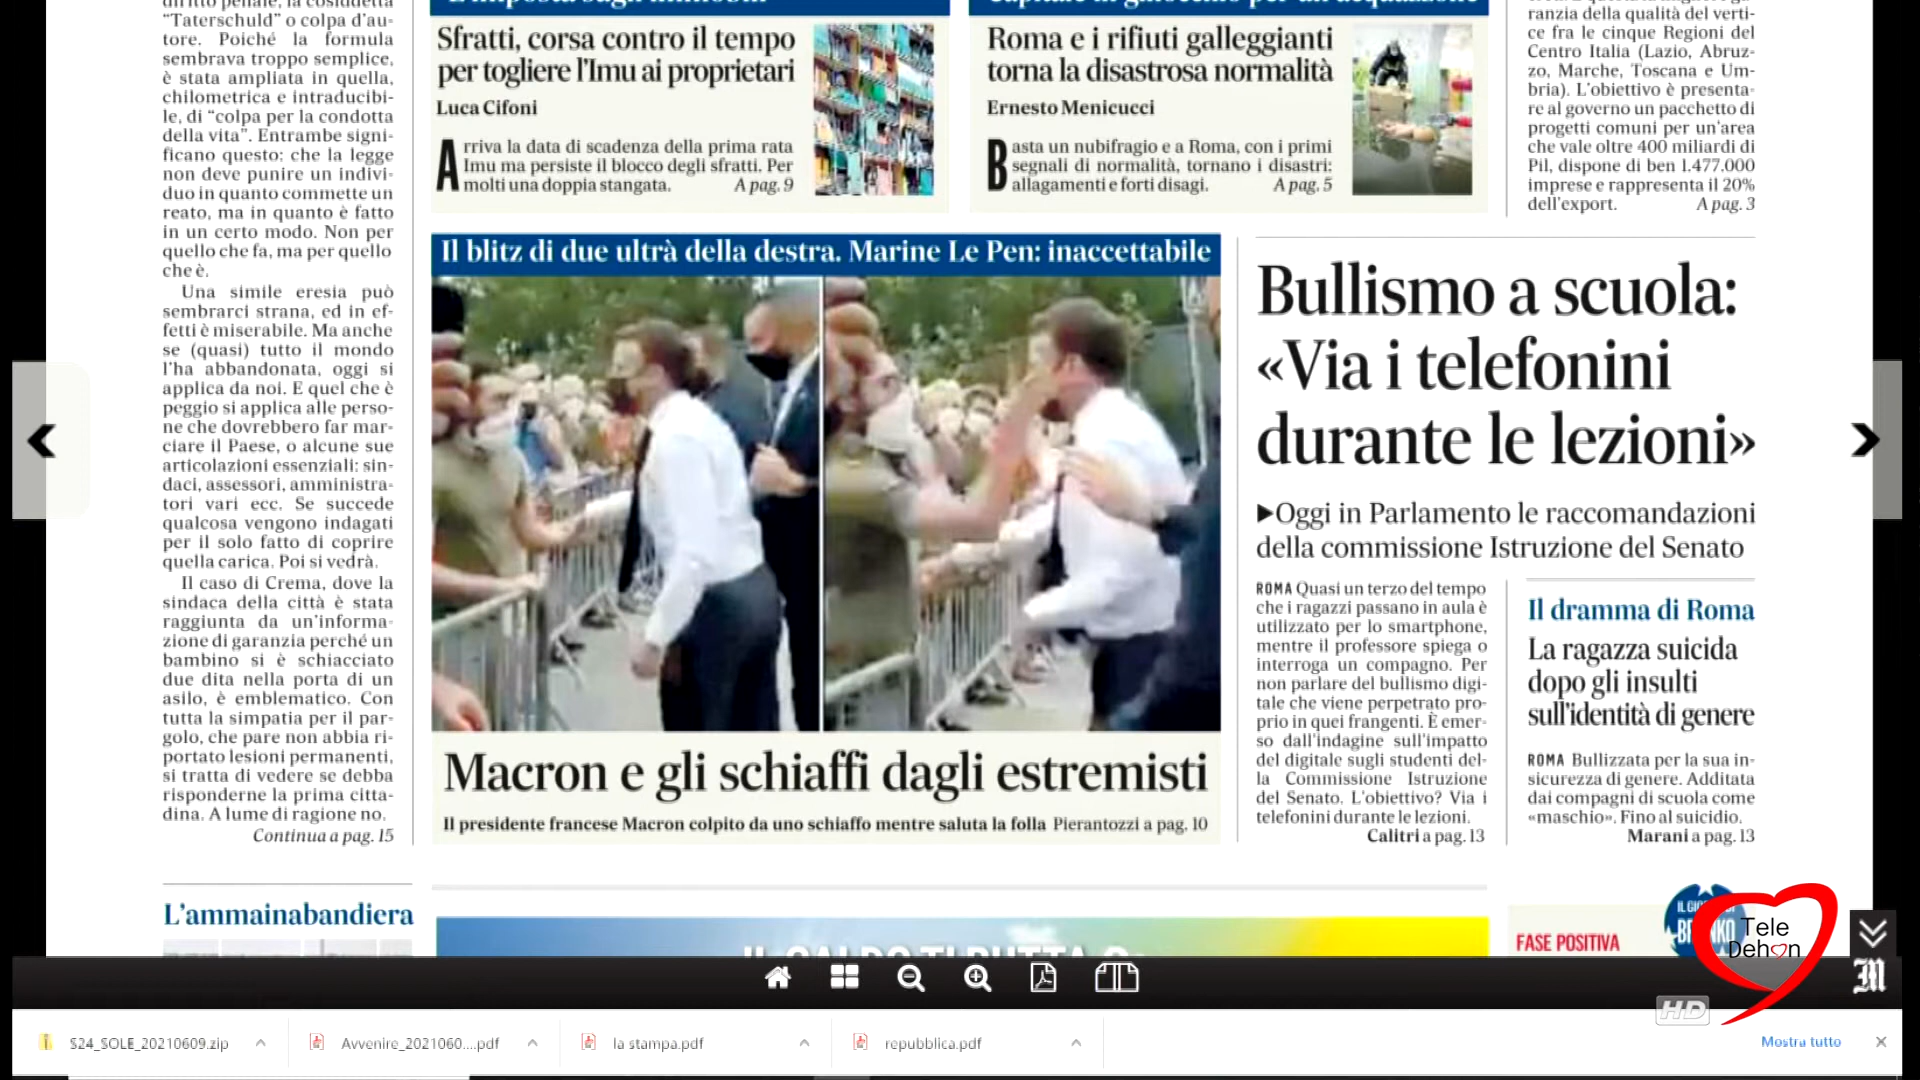 "Taterschuld" o colpa d'au-
tore. Poiché la formula
sembrava troppo semplice,
è stata ampliata in quella,
chilometrica e intraducibi-
le, di "colpa per la condotta
della vita". Entrambe signi-
ficano questo: che la legge
non deve punire un indivi-
duo in quanto commette un
reato, ma in quanto è fatto
in un certo modo. Non per
quello che fa, ma per quello
che è.
Una simile eresia può
sembrarci strana, ed in ef-
fetti è miserabile. Ma anche
se (quasi) tutto il mondo
l'ha abbandonata, oggi si
applica da noi. E quel che è
peggio si applica alle perso-
ne che dovrebbero far mar-
ciare il Paese, o alcune sue
articolazioni essenziali: sin-
daci, assessori, amministra-
tori vari ecc. Se succede
qualcosa vengono indagati
per il solo fatto di coprire
quella carica. Poi si vedrà.
Il caso di Crema, dove la
sindaca della città è stata
raggiunta da un'informa-
zione di garanzia perché un
bambino si è schiacciato
due dita nella porta di un
asilo, è emblematico. Con
tutta la simpatia per il par-
golo, che pare non abbia ri-
portato lesioni permanenti,
si tratta di vedere se debba
risponderne la prima citta-
dina. A lume di ragione no.
Continua a pag. 15
L'ammainabandiera
Sfratti, corsa contro il tempo
per togliere l'Imu ai proprietari
Luca Cifoni
Arriva la data di scadenza della prima rata
Imu ma persiste il blocco degli sfratti. Per
molti una doppia stangata. A pag. 9
Roma e i rifiuti galleggianti
torna la disastrosa normalità
Ernesto Menicucci
Basta un nubifragio e a Roma, con i primi
segnali di normalità, tornano i disastri:
allagamenti e forti disagi. A pag. 5
ranzia della qualità del verti-
ce fra le cinque Regioni del
Centro Italia (Lazio, Abruz-
zo, Marche, Toscana e Um-
bria). L'obiettivo è presenta-
re al governo un pacchetto di
progetti comuni per un'area
che vale oltre 400 miliardi di
Pil, dispone di ben 1.477.000
imprese e rappresenta il 20%
dell'export. A pag. 3
Il blitz di due ultrà della destra. Marine Le Pen: inaccettabile
Macron e gli schiaffi dagli estremisti
Il presidente francese Macron colpito da uno schiaffo mentre saluta la folla Pierantozzi a pag. 10
Bullismo a scuola:
«Via i telefonini
durante le lezioni»
▶Oggi in Parlamento le raccomandazioni
della commissione Istruzione del Senato
ROMA Quasi un terzo del tempo
che i ragazzi passano in aula è
utilizzato per lo smartphone,
mentre il professore spiega o
interroga un compagno. Per
non parlare del bullismo digi-
tale che viene perpetrato pro-
prio in quei frangenti. È emer-
so dall'indagine sull'impatto
del digitale sugli studenti del-
la Commissione Istruzione
del Senato. L'obiettivo? Via i
telefonini durante le lezioni.
Calitri a pag. 13
Il dramma di Roma
La ragazza suicida
dopo gli insulti
sull'identità di genere
ROMA Bullizzata per la sua in-
sicurezza di genere. Additata
dai compagni di scuola come
«maschio». Fino al suicidio.
Marani a pag. 13
FASE POSITIVA
Tele
Dehon
HD
M
S24_SOLE_20210609.zip
Avvenire_2021060....pdf
la stampa.pdf
repubblica.pdf
Mostra tutto